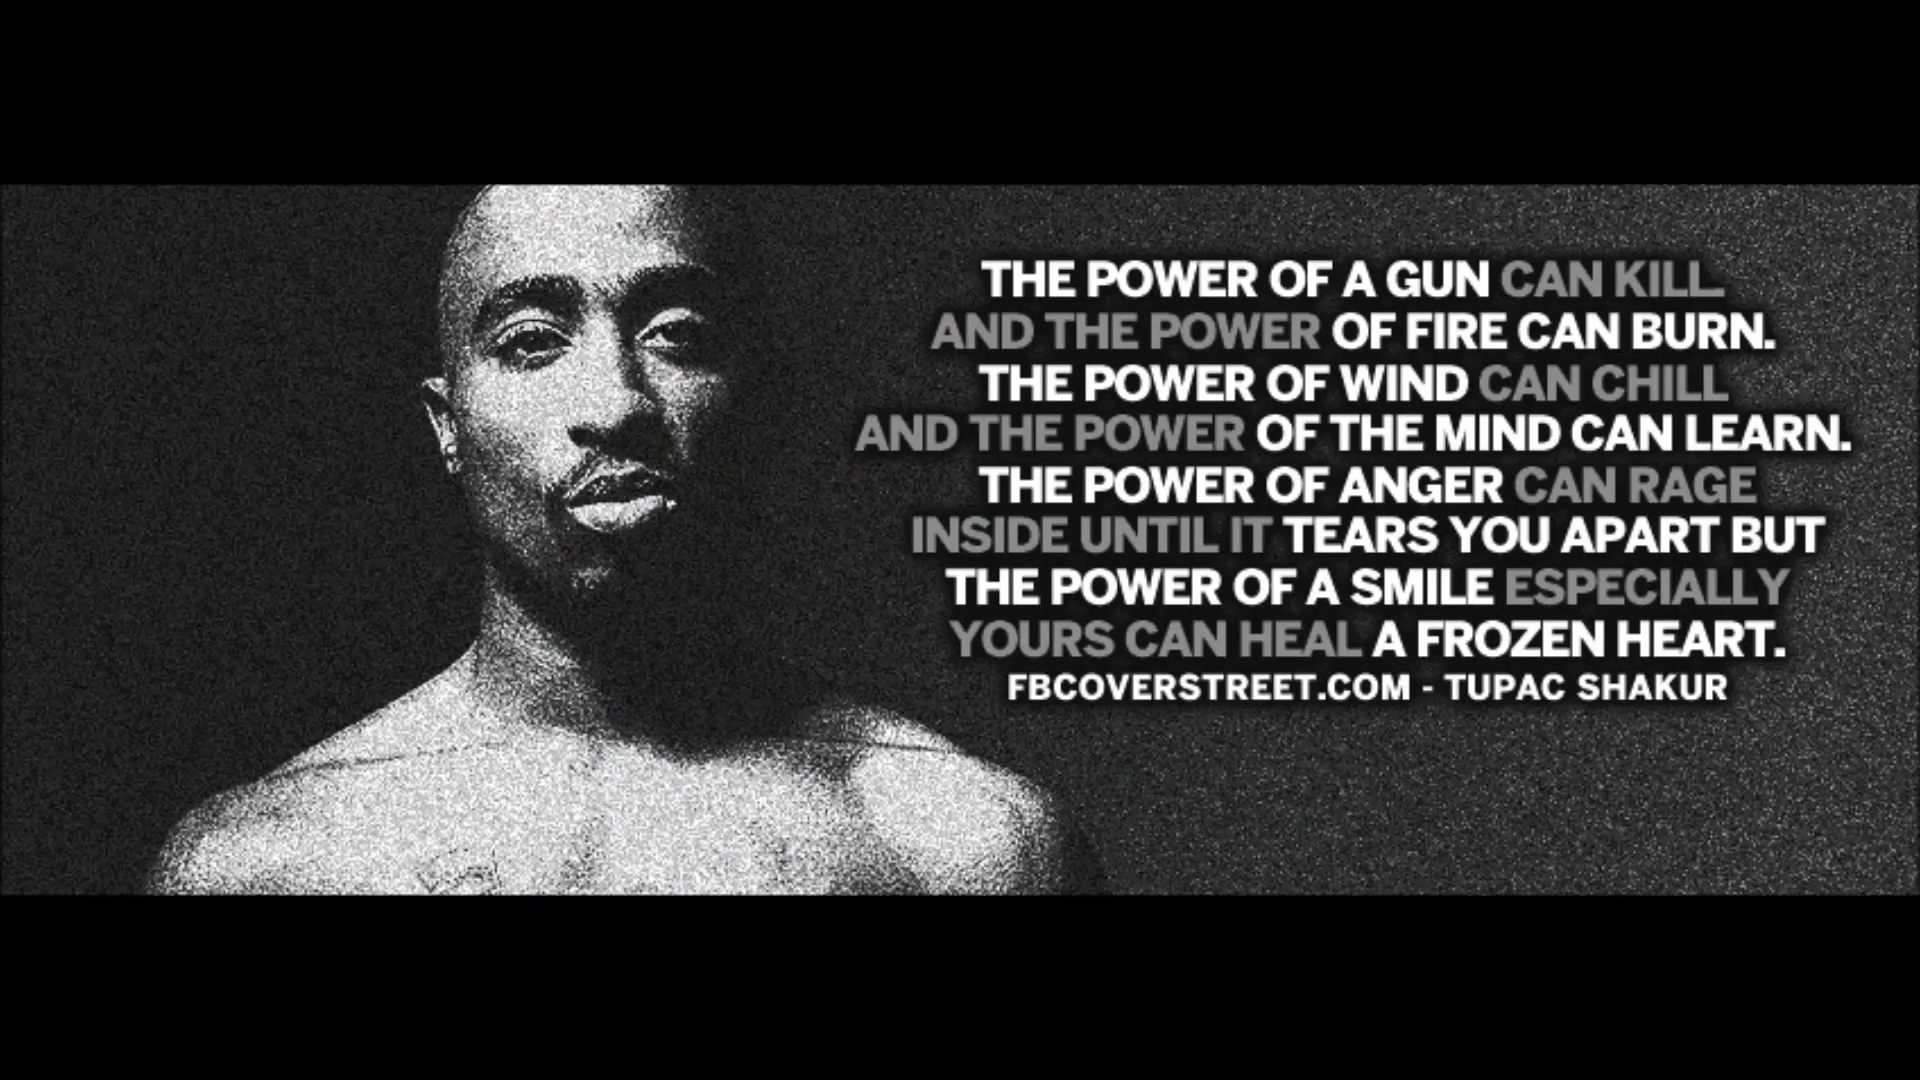 THE POWER OF A GUN CAN KILL.
AND THE POWER OF FIRE CAN BURN.
THE POWER OF WIND CAN CHILL
AND THE POWER OF THE MIND CAN LEARN.
THE POWER OF ANGER CAN RAGE
INSIDE UNTIL IT TEARS YOU APART BUT
THE POWER OF A SMILE ESPECIALLY
YOURS CAN HEAL A FROZEN HEART.
FBCOVERSTREET.COM - TUPAC SHAKUR